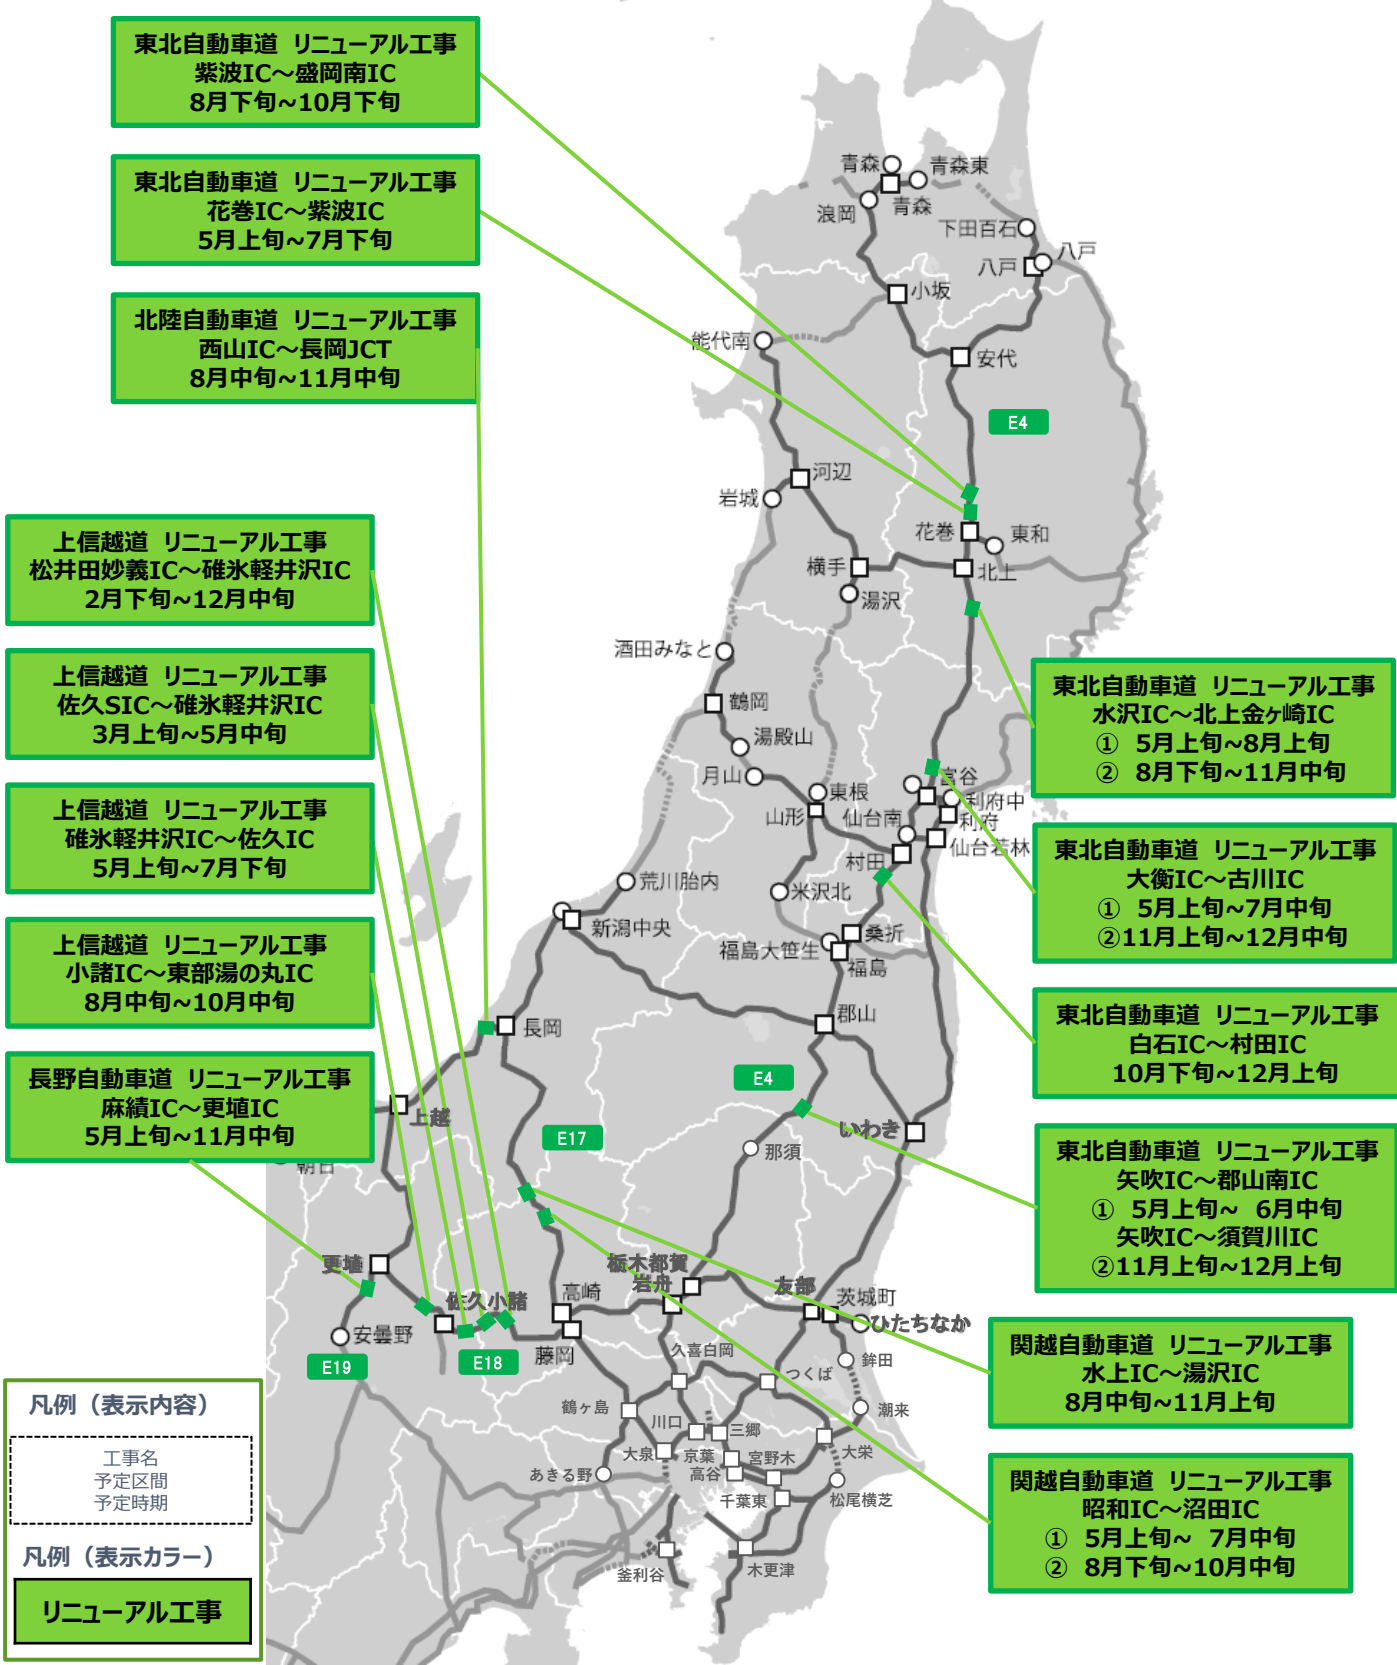 東北自動車道 リニューアル工事
紫波IC～盛岡南IC
8月下旬~10月下旬
東北自動車道 リニューアル工事
花巻IC～紫波IC
5月上旬~7月下旬
北陸自動車道 リニューアル工事
西山IC～長岡JCT
8月中旬~11月中旬
上信越道 リニューアル工事
松井田妙義IC～碓氷軽井沢IC
2月下旬~12月中旬
上信越道 リニューアル工事
佐久SIC～碓氷軽井沢IC
3月上旬~5月中旬
上信越道 リニューアル工事
碓氷軽井沢IC～佐久IC
5月上旬~7月下旬
上信越道 リニューアル工事
小諸IC～東部湯の丸IC
8月中旬~10月中旬
長野自動車道 リニューアル工事
麻績IC～更埴IC
5月上旬~11月中旬
東北自動車道 リニューアル工事
水沢IC～北上金ヶ崎IC
① 5月上旬~8月上旬
② 8月下旬~11月中旬
東北自動車道 リニューアル工事
大衡IC～古川IC
① 5月上旬~7月中旬
②11月上旬~12月中旬
東北自動車道 リニューアル工事
白石IC～村田IC
10月下旬~12月上旬
東北自動車道 リニューアル工事
矢吹IC～郡山南IC
① 5月上旬~ 6月中旬
矢吹IC～須賀川IC
②11月上旬~12月上旬
関越自動車道 リニューアル工事
水上IC～湯沢IC
8月中旬~11月上旬
関越自動車道 リニューアル工事
昭和IC～沼田IC
① 5月上旬~ 7月中旬
② 8月下旬~10月中旬
青森
青森東
青森
浪岡
下田百石
八戸
八戸
小坂
能代南
安代
E4
河辺
岩城
花巻
東和
横手
北上
湯沢
酒田みなと
鶴岡
湯殿山
月山
東根
富谷
利府中
山形
仙台南
利府
仙台若林
村田
荒川胎内
米沢北
新潟中央
桑折
福島大笹生
福島
長岡
郡山
E4
上越
E17
いわき
那須
朝日
更埴
栃木都賀
岩舟
佐久小諸
高崎
友部
茨城町
ひたちなか
安曇野
藤岡
E19
E18
久喜白岡
鉾田
つくば
鶴ヶ島
川口
三郷
潮来
大泉
京葉
宮野木
大栄
あきる野
高谷
千葉東
松尾横芝
釜利谷
木更津
凡例（表示内容）
工事名
予定区間
予定時期
凡例（表示カラー）
リニューアル工事